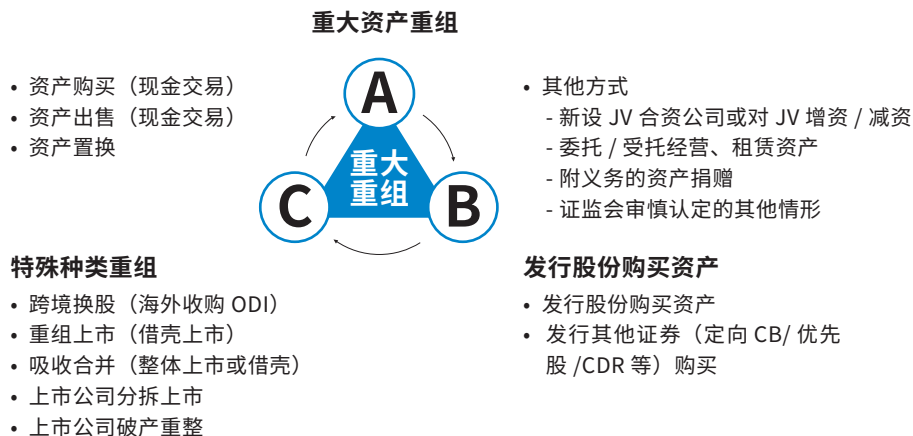 重大资产重组
• 资产购买（现金交易）
• 资产出售（现金交易）
• 资产置换
A
重大
重组
C
B
• 其他方式
- 新设 JV 合资公司或对 JV 增资 / 减资
- 委托 / 受托经营、租赁资产
- 附义务的资产捐赠
- 证监会审慎认定的其他情形
特殊种类重组
• 跨境换股（海外收购 ODI）
• 重组上市（借壳上市）
• 吸收合并（整体上市或借壳）
• 上市公司分拆上市
• 上市公司破产重整
发行股份购买资产
• 发行股份购买资产
• 发行其他证券（定向 CB/ 优先
股 /CDR 等）购买